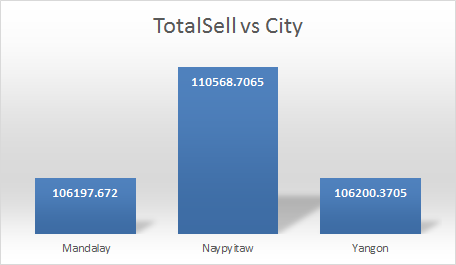 TotalSell vs City
110568.7065
106197.672
106200.3705
Mandalay
Naypyitaw
Yangon